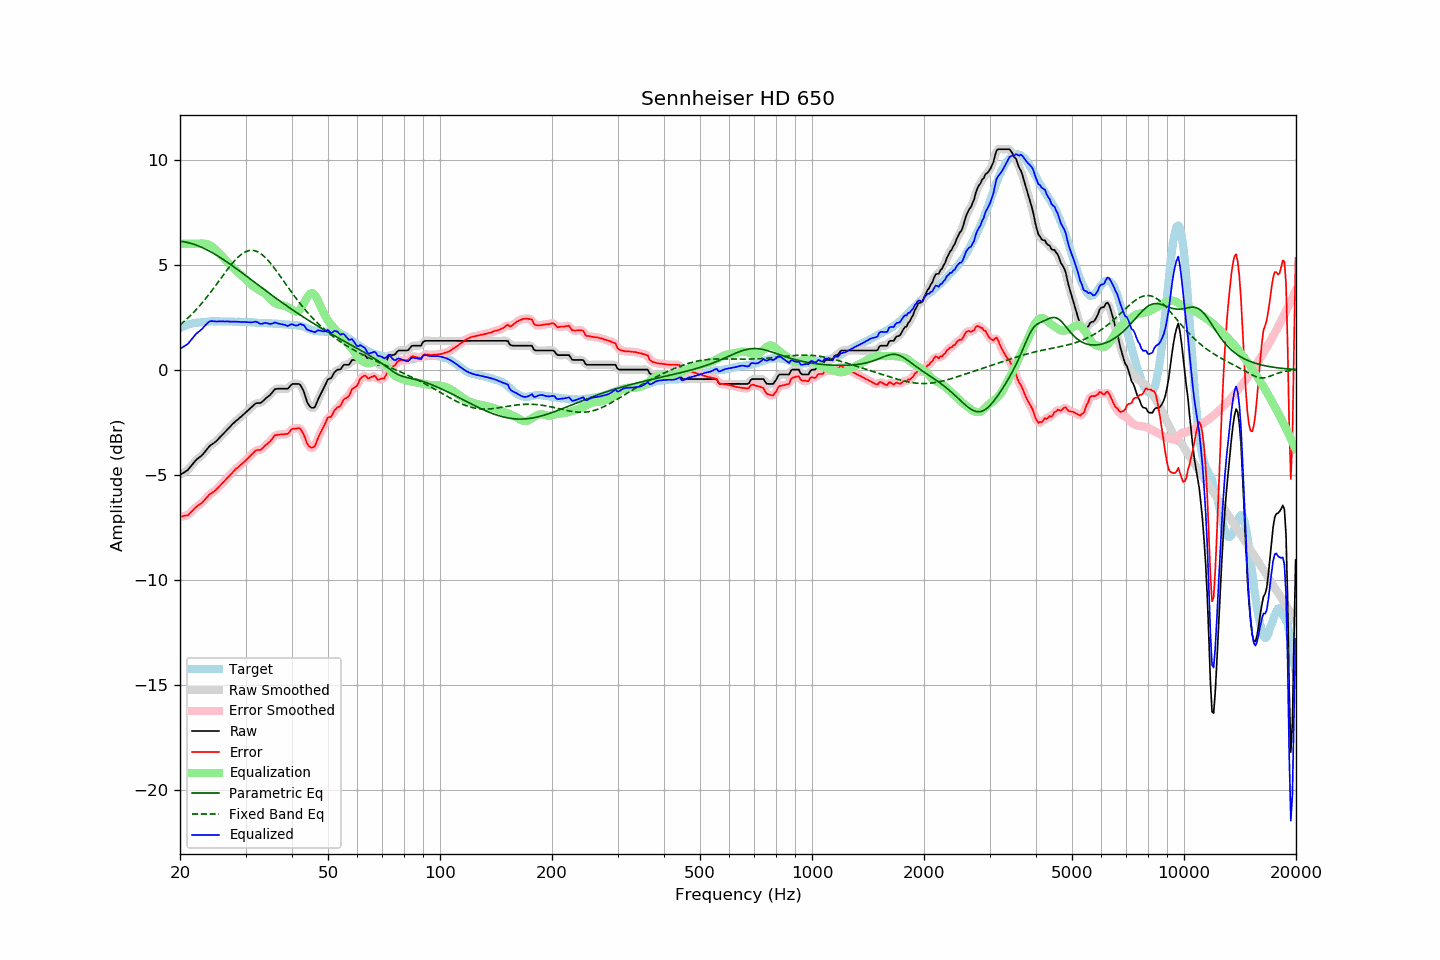 Sennheiser HD 650
Amplitude (dBr)
10
5
0
−5
−10
−15
−20
Target
Raw Smoothed
Error Smoothed
Raw
Error
Equalization
Parametric Eq
Fixed Band Eq
Equalized
20 50 100 200 500 1000 2000 5000 10000 20000
Frequency (Hz)